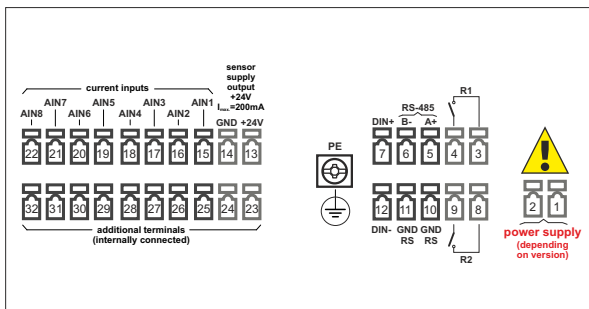 current inputs
sensor
supply
output
+24V
Imax.=200mA
AIN8 AIN7 AIN6 AIN5 AIN4 AIN3 AIN2 AIN1 GND +24V
22 21 20 19 18 17 16 15 14 13
32 31 30 29 28 27 26 25 24 23
additional terminals
(internally connected)
PE
RS-485
R1
DIN+ B- A+
7 6 5 4 3
12 11 10 9 8
DIN- GND GND
RS RS
R2
2 1
power supply
(depending
on version)